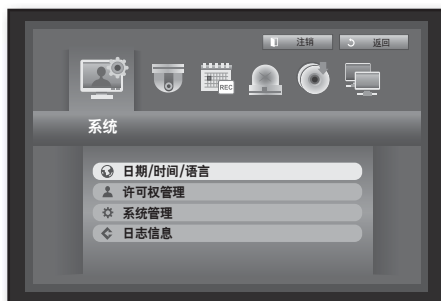 注销
返回
REC
系统
日期/时间/语言
许可权管理
系统管理
日志信息